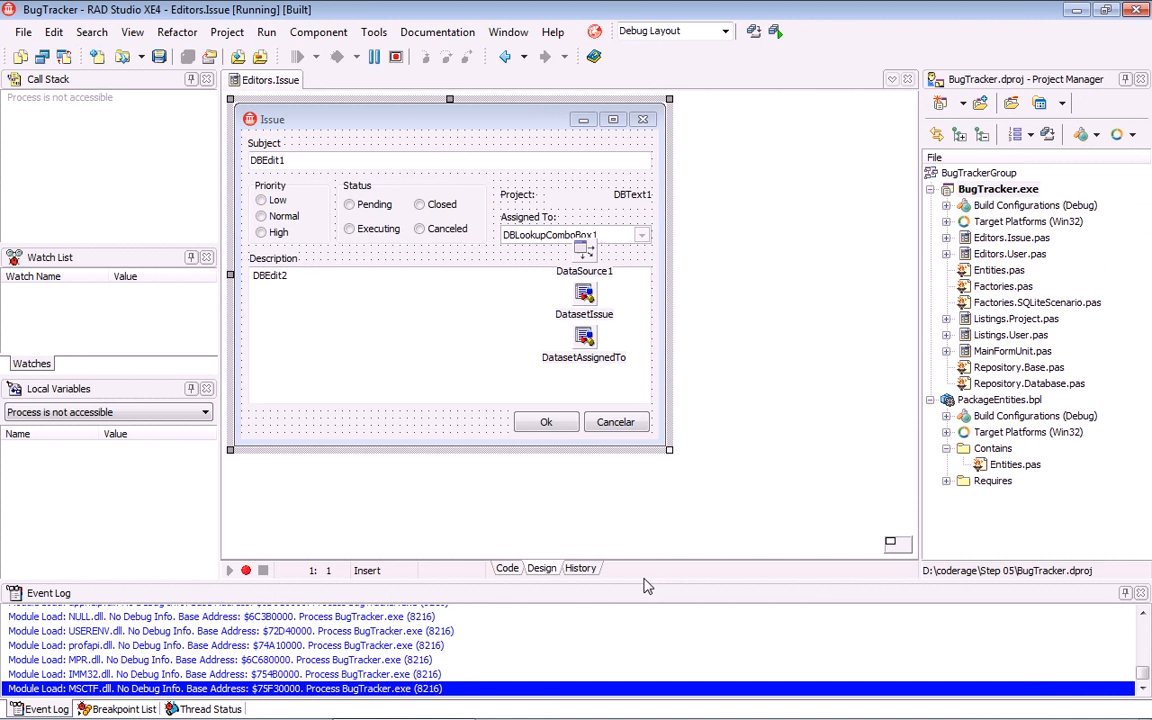 BugTracker - RAD Studio XE4 - Editors.Issue [Running] [Built]
File Edit Search View Refactor Project Run Component Tools Documentation Window Help Debug Layout
Call Stack
Process is not accessible
Editors.Issue
BugTracker.dproj - Project Manager
Issue
Subject
DBEdit1
Priority
Low
Normal
High
Status
Pending
Closed
Executing
Canceled
Project: DBText1
Assigned To:
DBLookupComboBox1
Description
DBEdit2
DataSource1
DatasetIssue
DatasetAssignedTo
Ok Cancelar
Watch List
Watch Name Value
Watches
Local Variables
Process is not accessible
Name Value
File
BugTrackerGroup
BugTracker.exe
Build Configurations (Debug)
Target Platforms (Win32)
Editors.Issue.pas
Editors.User.pas
Entities.pas
Factories.pas
Factories.SQLiteScenario.pas
Listings.Project.pas
Listings.User.pas
MainFormUnit.pas
Repository.Base.pas
Repository.Database.pas
PackageEntities.bpl
Build Configurations (Debug)
Target Platforms (Win32)
Contains
Entities.pas
Requires
1: 1 Insert Code Design History
D:\coderage\Step 05\BugTracker.dproj
Event Log
Module Load: NULL.dll. No Debug Info. Base Address: $6C3B0000. Process BugTracker.exe (8216)
Module Load: USERENV.dll. No Debug Info. Base Address: $72D40000. Process BugTracker.exe (8216)
Module Load: profapi.dll. No Debug Info. Base Address: $74A10000. Process BugTracker.exe (8216)
Module Load: MPR.dll. No Debug Info. Base Address: $6C680000. Process BugTracker.exe (8216)
Module Load: IMM32.dll. No Debug Info. Base Address: $754B0000. Process BugTracker.exe (8216)
Module Load: MSCTF.dll. No Debug Info. Base Address: $75F30000. Process BugTracker.exe (8216)
Event Log Breakpoint List Thread Status